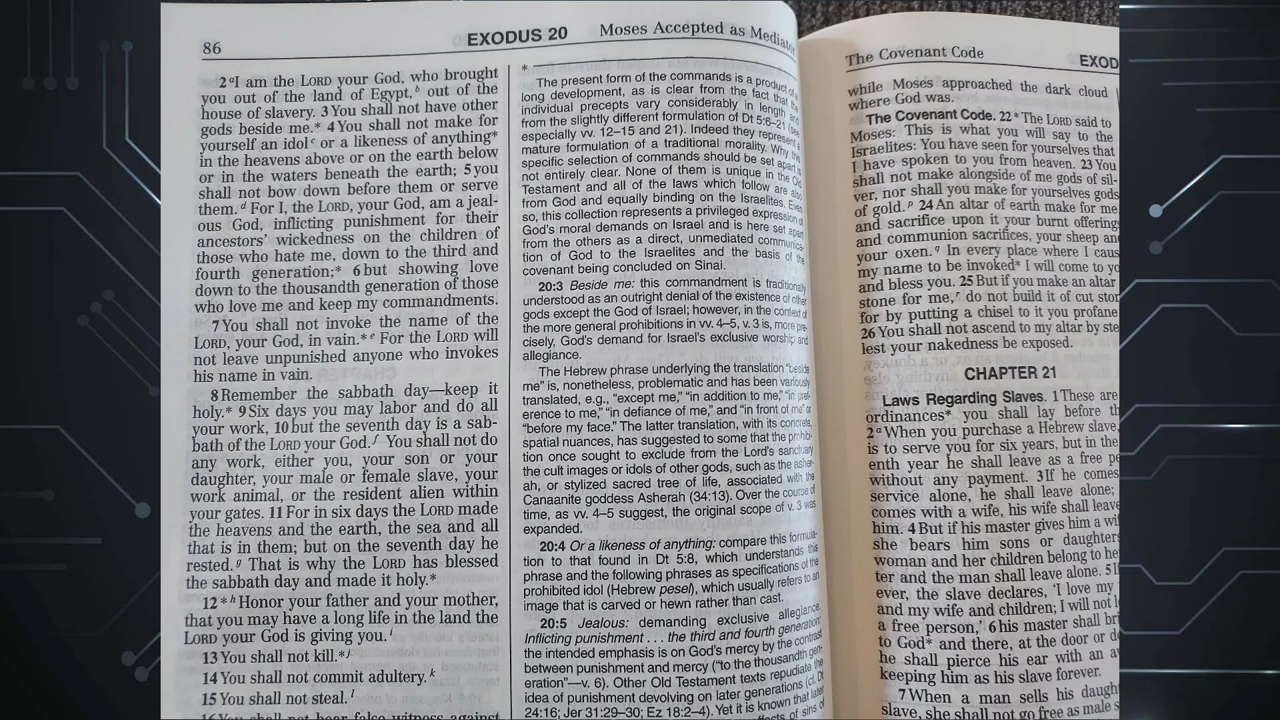 86
EXODUS 20
Moses Accepted as Mediator
2 ᵃI am the LORD your God, who brought
you out of the land of Egypt,ᵇ out of the
house of slavery. 3 You shall not have other
gods beside me.* 4 You shall not make for
yourself an idolᶜ or a likeness of anything*
in the heavens above or on the earth below
or in the waters beneath the earth; 5 you
shall not bow down before them or serve
them.ᵈ For I, the LORD, your God, am a jeal-
ous God, inflicting punishment for their
ancestors’ wickedness on the children of
those who hate me, down to the third and
fourth generation;* 6 but showing love
down to the thousandth generation of those
who love me and keep my commandments.
7 You shall not invoke the name of the
LORD, your God, in vain.*ᵉ For the LORD will
not leave unpunished anyone who invokes
his name in vain.
8 Remember the sabbath day—keep it
holy.* 9 Six days you may labor and do all
your work, 10 but the seventh day is a sab-
bath of the LORD your God.ᶠ You shall not do
any work, either you, your son or your
daughter, your male or female slave, your
work animal, or the resident alien within
your gates. 11 For in six days the LORD made
the heavens and the earth, the sea and all
that is in them; but on the seventh day he
rested.ᵍ That is why the LORD has blessed
the sabbath day and made it holy.*
12 *ʰ Honor your father and your mother,
that you may have a long life in the land the
LORD your God is giving you.ⁱ
13 You shall not kill.*ʲ
14 You shall not commit adultery.ᵏ
15 You shall not steal.ˡ
16 You shall not bear false witness against
*
The present form of the commands is a product of
long development, as is clear from the fact that the
individual precepts vary considerably in length and
from the slightly different formulation of Dt 5:6–21 (see
especially vv. 12–15 and 21). Indeed they represent a
mature formulation of a traditional morality. Why this
specific selection of commands should be set apart is
not entirely clear. None of them is unique in the Old
Testament and all of the laws which follow are also
from God and equally binding on the Israelites. Even
so, this collection represents a privileged expression of
God’s moral demands on Israel and is here set apart
from the others as a direct, unmediated communica-
tion of God to the Israelites and the basis of the
covenant being concluded on Sinai.
20:3 Beside me: this commandment is traditionally
understood as an outright denial of the existence of other
gods except the God of Israel; however, in the context of
the more general prohibitions in vv. 4–5, v. 3 is, more pre-
cisely, God’s demand for Israel’s exclusive worship and
allegiance.
The Hebrew phrase underlying the translation “beside
me” is, nonetheless, problematic and has been variously
translated, e.g., “except me,” “in addition to me,” “in pref-
erence to me,” “in defiance of me,” and “in front of me” or
“before my face.” The latter translation, with its concrete,
spatial nuances, has suggested to some that the prohibi-
tion once sought to exclude from the Lord’s sanctuary
the cult images or idols of other gods, such as the asher-
ah, or stylized sacred tree of life, associated with the
Canaanite goddess Asherah (34:13). Over the course of
time, as vv. 4–5 suggest, the original scope of v. 3 was
expanded.
20:4 Or a likeness of anything: compare this formula-
tion to that found in Dt 5:8, which understands this
phrase and the following phrases as specifications of the
prohibited idol (Hebrew pesel), which usually refers to an
image that is carved or hewn rather than cast.
20:5 Jealous: demanding exclusive allegiance.
Inflicting punishment . . . the third and fourth generation:
the intended emphasis is on God’s mercy by the contrast
between punishment and mercy (“to the thousandth gen-
eration”—v. 6). Other Old Testament texts repudiate the
idea of punishment devolving on later generations (cf. Dt
24:16; Jer 31:29–30; Ez 18:2–4). Yet it is known that later
effects of sins of
The Covenant Code
EXOD
while Moses approached the dark cloud
where God was.
The Covenant Code. 22 * The LORD said to
Moses: This is what you will say to the
Israelites: You have seen for yourselves that
I have spoken to you from heaven. 23 You
shall not make alongside of me gods of sil-
ver, nor shall you make for yourselves gods
of gold.ᵖ 24 An altar of earth make for me
and sacrifice upon it your burnt offerings
and communion sacrifices, your sheep and
your oxen.ᑫ In every place where I caus
my name to be invoked* I will come to yo
and bless you. 25 But if you make an altar
stone for me,ʳ do not build it of cut ston
for by putting a chisel to it you profane
26 You shall not ascend to my altar by ste
lest your nakedness be exposed.
CHAPTER 21
Laws Regarding Slaves. 1 These are
ordinances* you shall lay before th
2 ᵃWhen you purchase a Hebrew slave,
is to serve you for six years, but in the
enth year he shall leave as a free pe
without any payment. 3 If he comes
service alone, he shall leave alone;
comes with a wife, his wife shall leave
him. 4 But if his master gives him a wif
she bears him sons or daughters
woman and her children belong to he
ter and the man shall leave alone. 5 I
ever, the slave declares, ‘I love my
and my wife and children; I will not l
a free person,’ 6 his master shall bri
to God* and there, at the door or do
he shall pierce his ear with an aw
keeping him as his slave forever.
7 When a man sells his daugh
slave, she shall not go free as male s